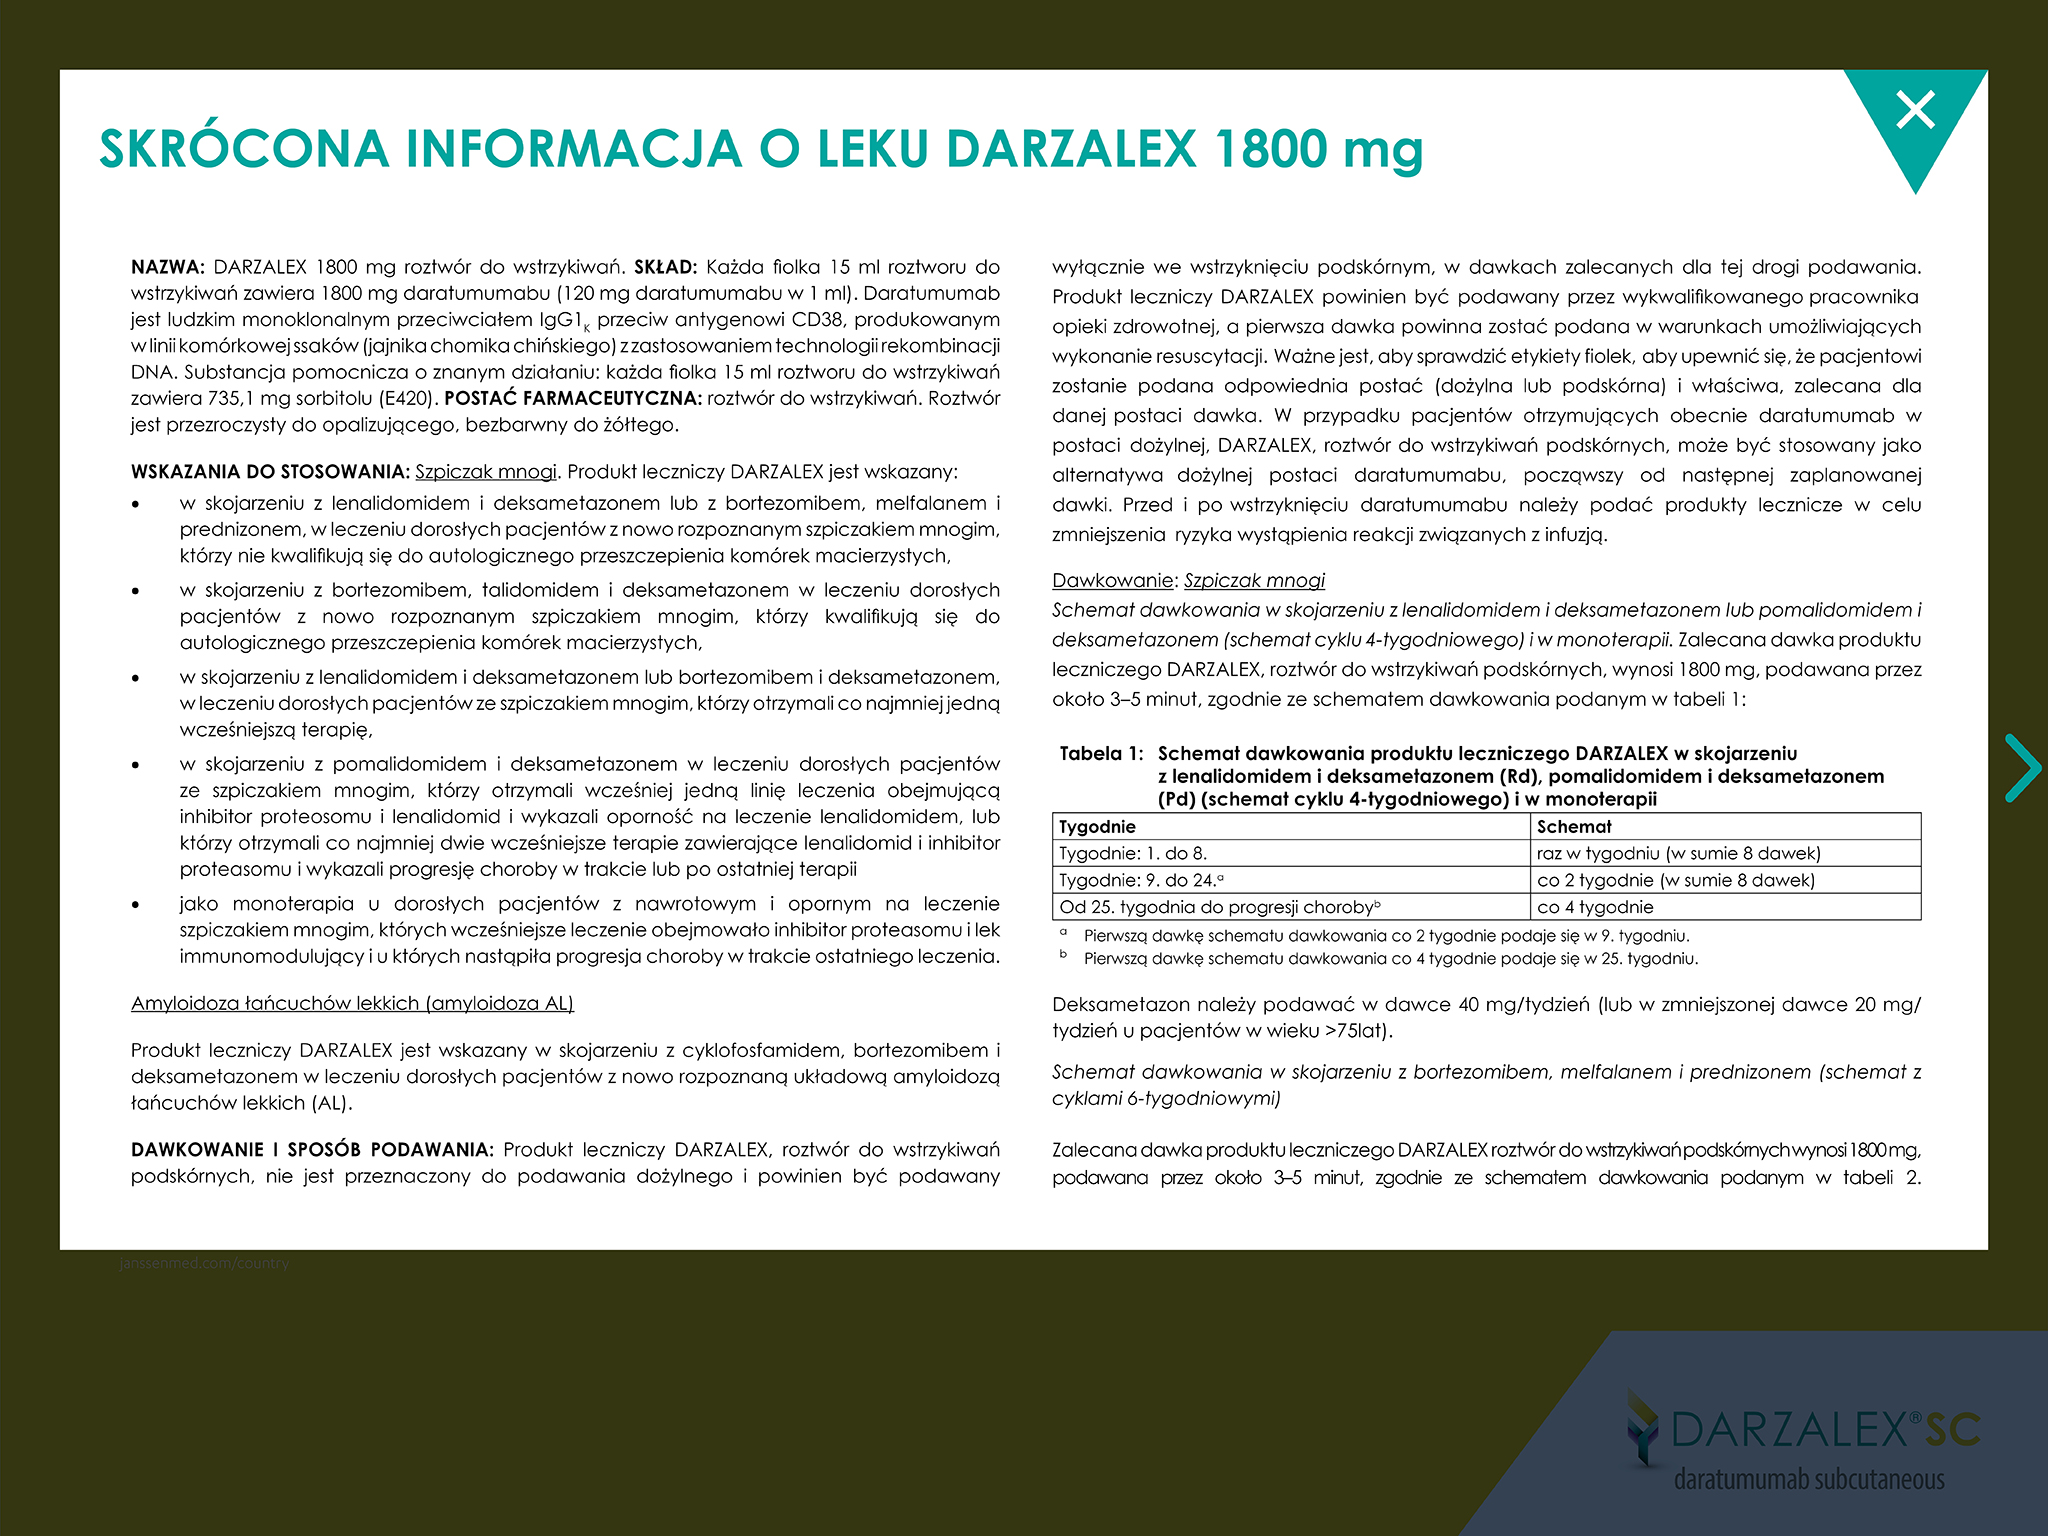 SKRÓCONA INFORMACJA O LEKU DARZALEX 1800 mg
NAZWA: DARZALEX 1800 mg roztwór do wstrzykiwań. SKŁAD: Każda fiolka 15 ml roztworu do
wstrzykiwań zawiera 1800 mg daratumumabu (120 mg daratumumabu w 1 ml). Daratumumab
jest ludzkim monoklonalnym przeciwciałem IgG1κ przeciw antygenowi CD38, produkowanym
w linii komórkowej ssaków (jajnika chomika chińskiego) z zastosowaniem technologii rekombinacji
DNA. Substancja pomocnicza o znanym działaniu: każda fiolka 15 ml roztworu do wstrzykiwań
zawiera 735,1 mg sorbitolu (E420). POSTAĆ FARMACEUTYCZNA: roztwór do wstrzykiwań. Roztwór
jest przezroczysty do opalizującego, bezbarwny do żółtego.
WSKAZANIA DO STOSOWANIA: Szpiczak mnogi. Produkt leczniczy DARZALEX jest wskazany:
• w skojarzeniu z lenalidomidem i deksametazonem lub z bortezomibem, melfalanem i
prednizonem, w leczeniu dorosłych pacjentów z nowo rozpoznanym szpiczakiem mnogim,
którzy nie kwalifikują się do autologicznego przeszczepienia komórek macierzystych,
• w skojarzeniu z bortezomibem, talidomidem i deksametazonem w leczeniu dorosłych
pacjentów z nowo rozpoznanym szpiczakiem mnogim, którzy kwalifikują się do
autologicznego przeszczepienia komórek macierzystych,
• w skojarzeniu z lenalidomidem i deksametazonem lub bortezomibem i deksametazonem,
w leczeniu dorosłych pacjentów ze szpiczakiem mnogim, którzy otrzymali co najmniej jedną
wcześniejszą terapię,
• w skojarzeniu z pomalidomidem i deksametazonem w leczeniu dorosłych pacjentów
ze szpiczakiem mnogim, którzy otrzymali wcześniej jedną linię leczenia obejmującą
inhibitor proteosomu i lenalidomid i wykazali oporność na leczenie lenalidomidem, lub
którzy otrzymali co najmniej dwie wcześniejsze terapie zawierające lenalidomid i inhibitor
proteasomu i wykazali progresję choroby w trakcie lub po ostatniej terapii
• jako monoterapia u dorosłych pacjentów z nawrotowym i opornym na leczenie
szpiczakiem mnogim, których wcześniejsze leczenie obejmowało inhibitor proteasomu i lek
immunomodulujący i u których nastąpiła progresja choroby w trakcie ostatniego leczenia.
Amyloidoza łańcuchów lekkich (amyloidoza AL)
Produkt leczniczy DARZALEX jest wskazany w skojarzeniu z cyklofosfamidem, bortezomibem i
deksametazonem w leczeniu dorosłych pacjentów z nowo rozpoznaną układową amyloidozą
łańcuchów lekkich (AL).
DAWKOWANIE I SPOSÓB PODAWANIA: Produkt leczniczy DARZALEX, roztwór do wstrzykiwań
podskórnych, nie jest przeznaczony do podawania dożylnego i powinien być podawany
wyłącznie we wstrzyknięciu podskórnym, w dawkach zalecanych dla tej drogi podawania.
Produkt leczniczy DARZALEX powinien być podawany przez wykwalifikowanego pracownika
opieki zdrowotnej, a pierwsza dawka powinna zostać podana w warunkach umożliwiających
wykonanie resuscytacji. Ważne jest, aby sprawdzić etykiety fiolek, aby upewnić się, że pacjentowi
zostanie podana odpowiednia postać (dożylna lub podskórna) i właściwa, zalecana dla
danej postaci dawka. W przypadku pacjentów otrzymujących obecnie daratumumab w
postaci dożylnej, DARZALEX, roztwór do wstrzykiwań podskórnych, może być stosowany jako
alternatywa dożylnej postaci daratumumabu, począwszy od następnej zaplanowanej
dawki. Przed i po wstrzyknięciu daratumumabu należy podać produkty lecznicze w celu
zmniejszenia ryzyka wystąpienia reakcji związanych z infuzją.
Dawkowanie: Szpiczak mnogi
Schemat dawkowania w skojarzeniu z lenalidomidem i deksametazonem lub pomalidomidem i
deksametazonem (schemat cyklu 4-tygodniowego) i w monoterapii. Zalecana dawka produktu
leczniczego DARZALEX, roztwór do wstrzykiwań podskórnych, wynosi 1800 mg, podawana przez
około 3–5 minut, zgodnie ze schematem dawkowania podanym w tabeli 1:
Tabela 1: Schemat dawkowania produktu leczniczego DARZALEX w skojarzeniu
z lenalidomidem i deksametazonem (Rd), pomalidomidem i deksametazonem
(Pd) (schemat cyklu 4-tygodniowego) i w monoterapii
Tygodnie Schemat
Tygodnie: 1. do 8. raz w tygodniu (w sumie 8 dawek)
Tygodnie: 9. do 24.ᵃ co 2 tygodnie (w sumie 8 dawek)
Od 25. tygodnia do progresji chorobyᵇ co 4 tygodnie
ᵃ Pierwszą dawkę schematu dawkowania co 2 tygodnie podaje się w 9. tygodniu.
ᵇ Pierwszą dawkę schematu dawkowania co 4 tygodnie podaje się w 25. tygodniu.
Deksametazon należy podawać w dawce 40 mg/tydzień (lub w zmniejszonej dawce 20 mg/
tydzień u pacjentów w wieku >75lat).
Schemat dawkowania w skojarzeniu z bortezomibem, melfalanem i prednizonem (schemat z
cyklami 6-tygodniowymi)
Zalecana dawka produktu leczniczego DARZALEX roztwór do wstrzykiwań podskórnych wynosi 1800 mg,
podawana przez około 3–5 minut, zgodnie ze schematem dawkowania podanym w tabeli 2.
janssenmed.com/country
DARZALEX®SC
daratumumab subcutaneous